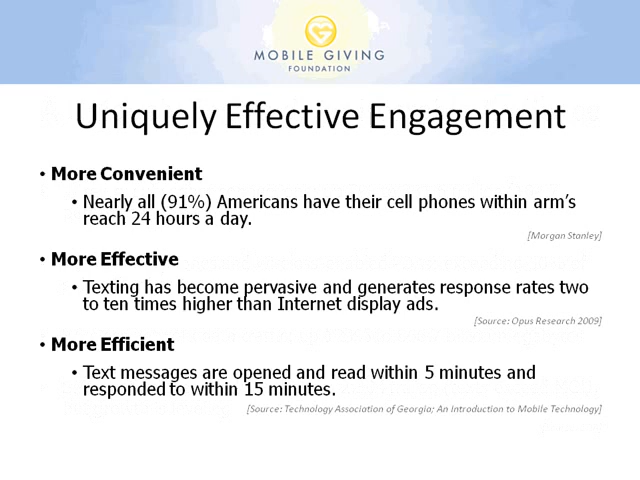 MOBILE GIVING
FOUNDATION
Uniquely Effective Engagement
• More Convenient
• Nearly all (91%) Americans have their cell phones within arm's
reach 24 hours a day.
[Morgan Stanley]
• More Effective
• Texting has become pervasive and generates response rates two
to ten times higher than Internet display ads.
[Source: Opus Research 2009]
• More Efficient
• Text messages are opened and read within 5 minutes and
responded to within 15 minutes.
[Source: Technology Association of Georgia; An Introduction to Mobile Technology]